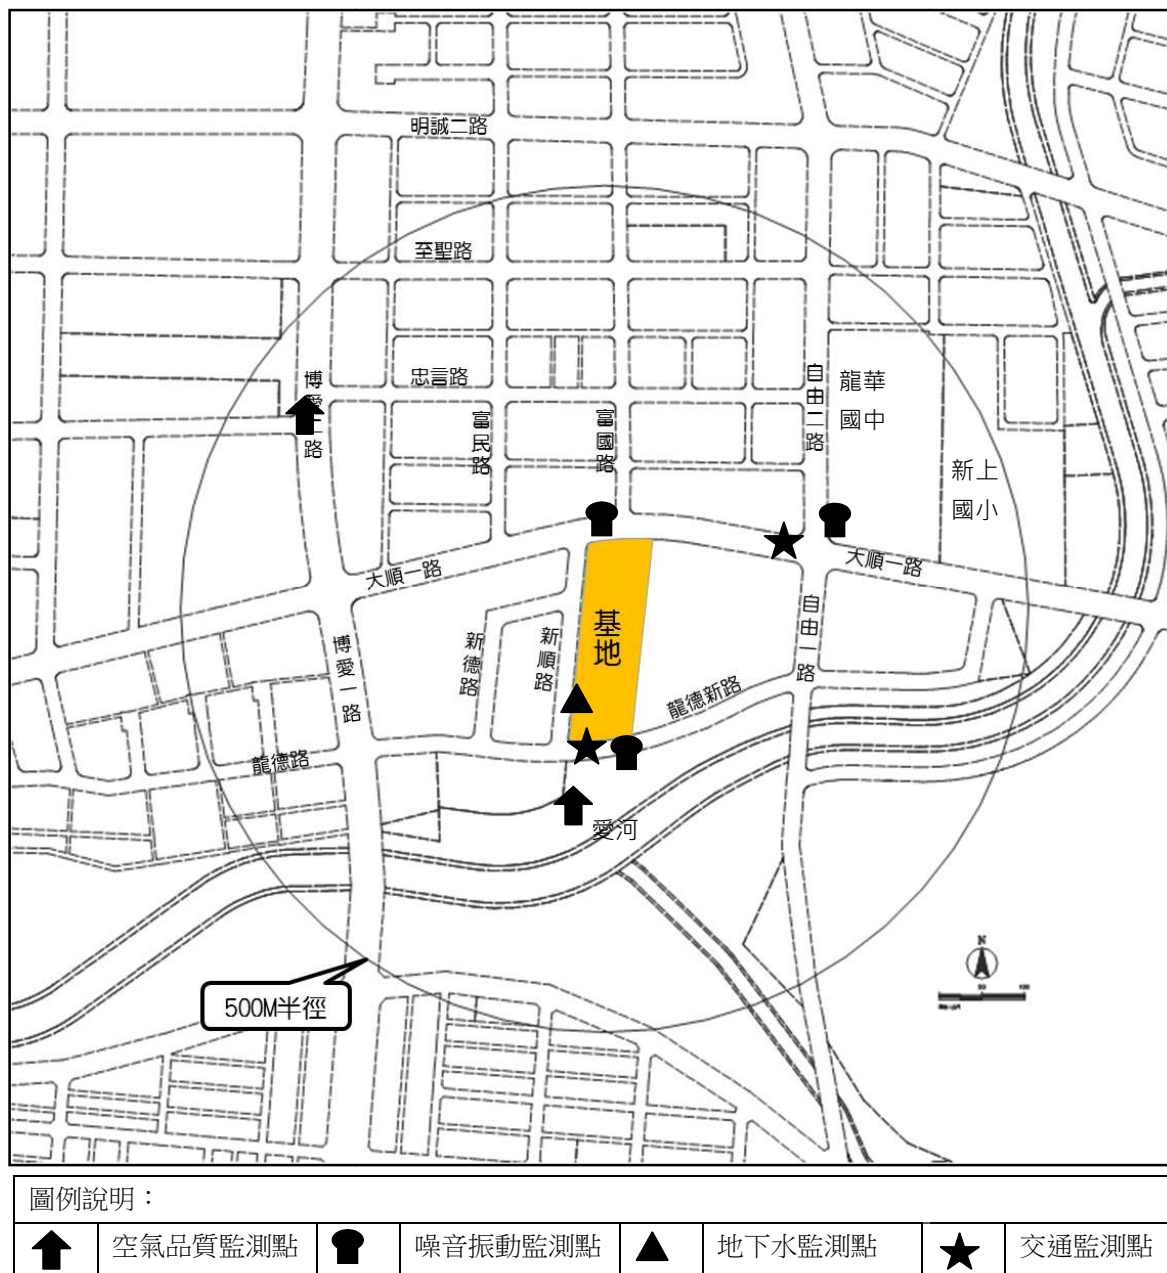 明誠二路
至聖路
忠言路
博愛二路
富民路
富國路
自由二路
龍華
國中
新上
國小
大順一路
大順一路
基地
新德路
新順路
自由一路
博愛一路
龍德新路
龍德路
愛河
500M半徑
N
圖例說明：
空氣品質監測點
噪音振動監測點
地下水監測點
交通監測點